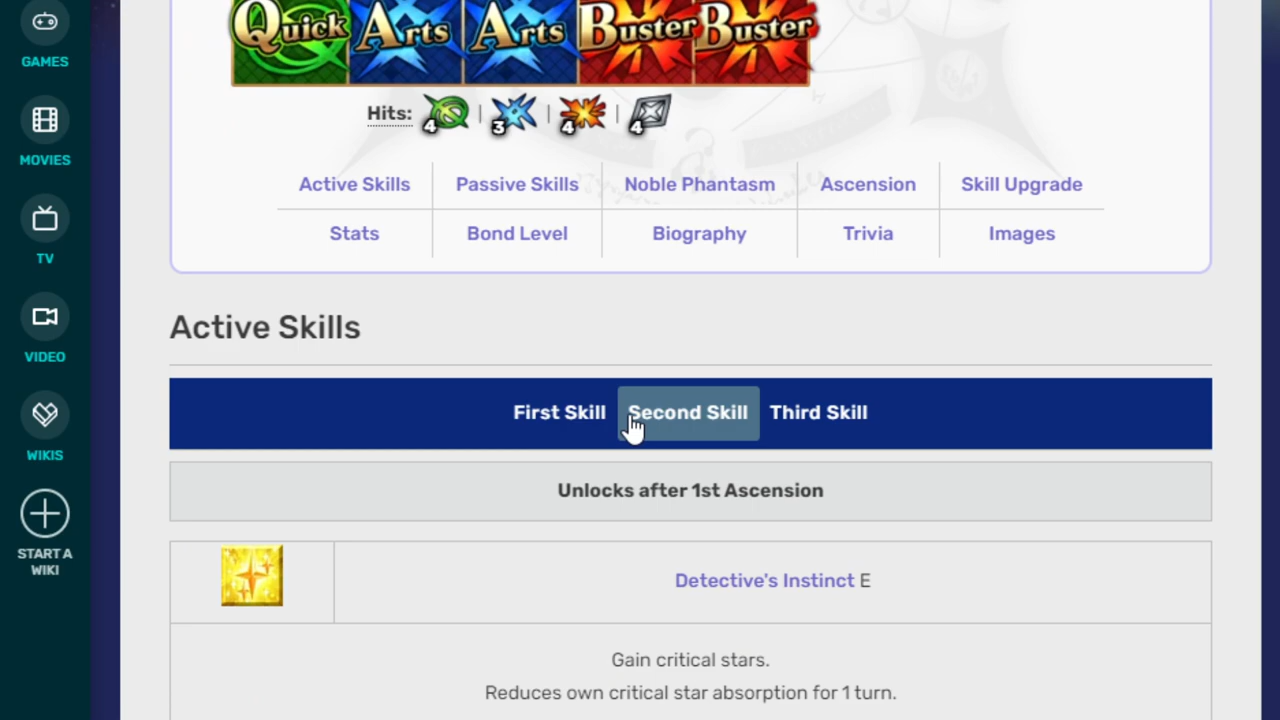 GAMES
MOVIES
TV
VIDEO
WIKIS
START A
WIKI
Quick Arts Arts Buster Buster
Hits: 4 | 3 | 4 | 4
Active Skills Passive Skills Noble Phantasm Ascension Skill Upgrade
Stats Bond Level Biography Trivia Images
Active Skills
First Skill Second Skill Third Skill
Unlocks after 1st Ascension
Detective's Instinct E
Gain critical stars.
Reduces own critical star absorption for 1 turn.